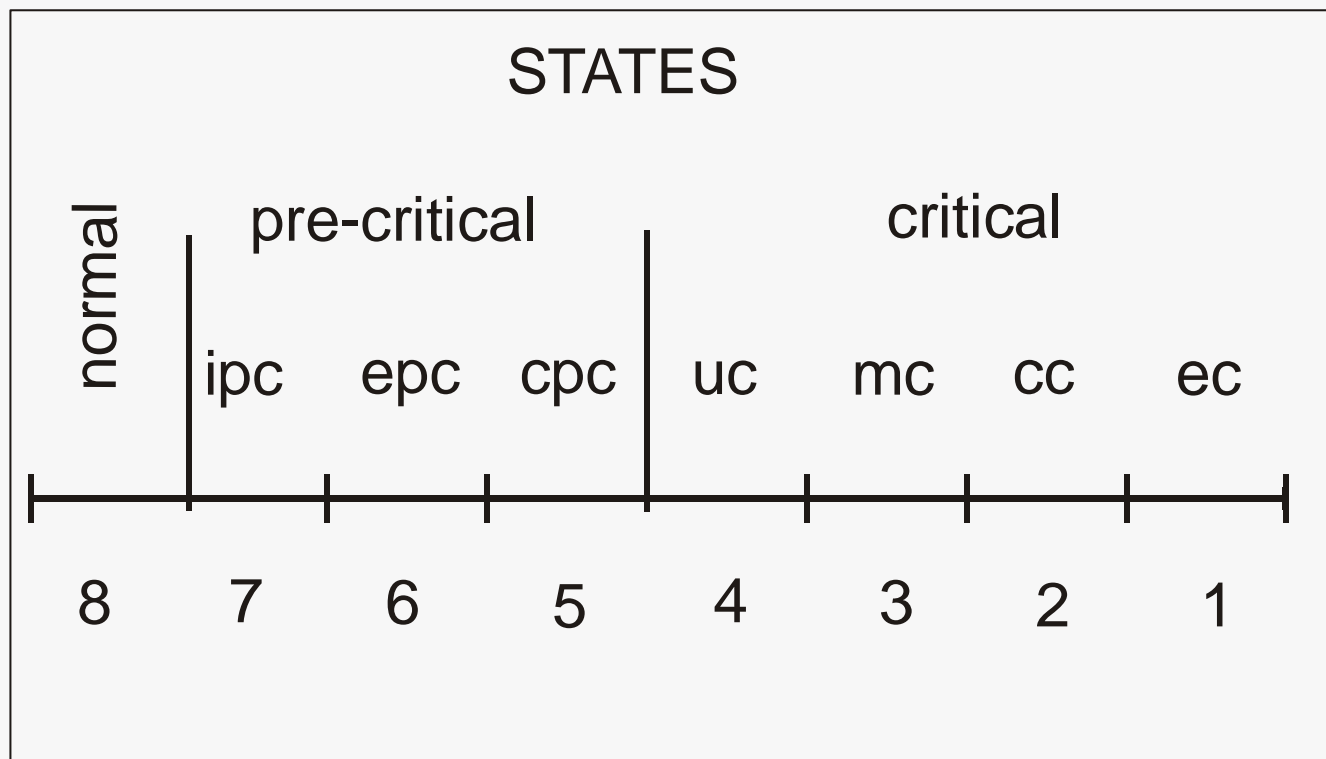 STATES
normal
pre-critical critical
ipc epc cpc uc mc cc ec
8 7 6 5 4 3 2 1